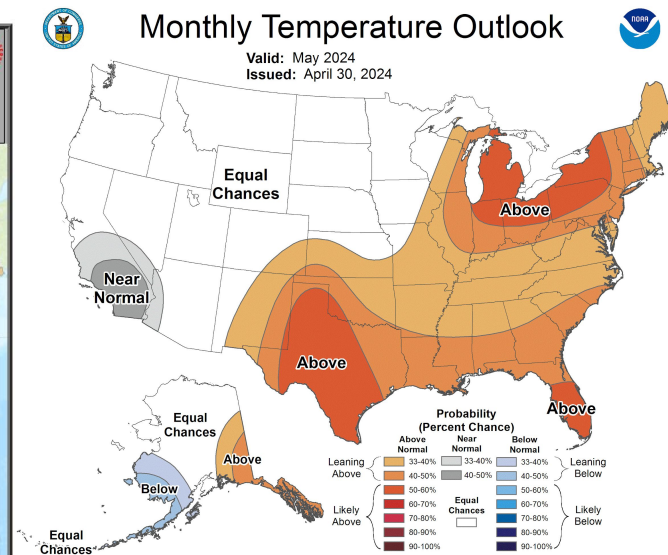 Monthly Temperature Outlook
NOAA
Valid: May 2024
Issued: April 30, 2024
Equal
Chances
Above
Near
Normal
Above
Above
Equal
Chances
Above
Below
Equal
Chances
Probability
(Percent Chance)
Above
Normal
Near
Normal
Below
Normal
Leaning
Above
33-40%
40-50%
33-40%
40-50%
33-40%
40-50%
Leaning
Below
Likely
Above
50-60%
60-70%
70-80%
80-90%
90-100%
Equal
Chances
50-60%
60-70%
70-80%
80-90%
90-100%
Likely
Below